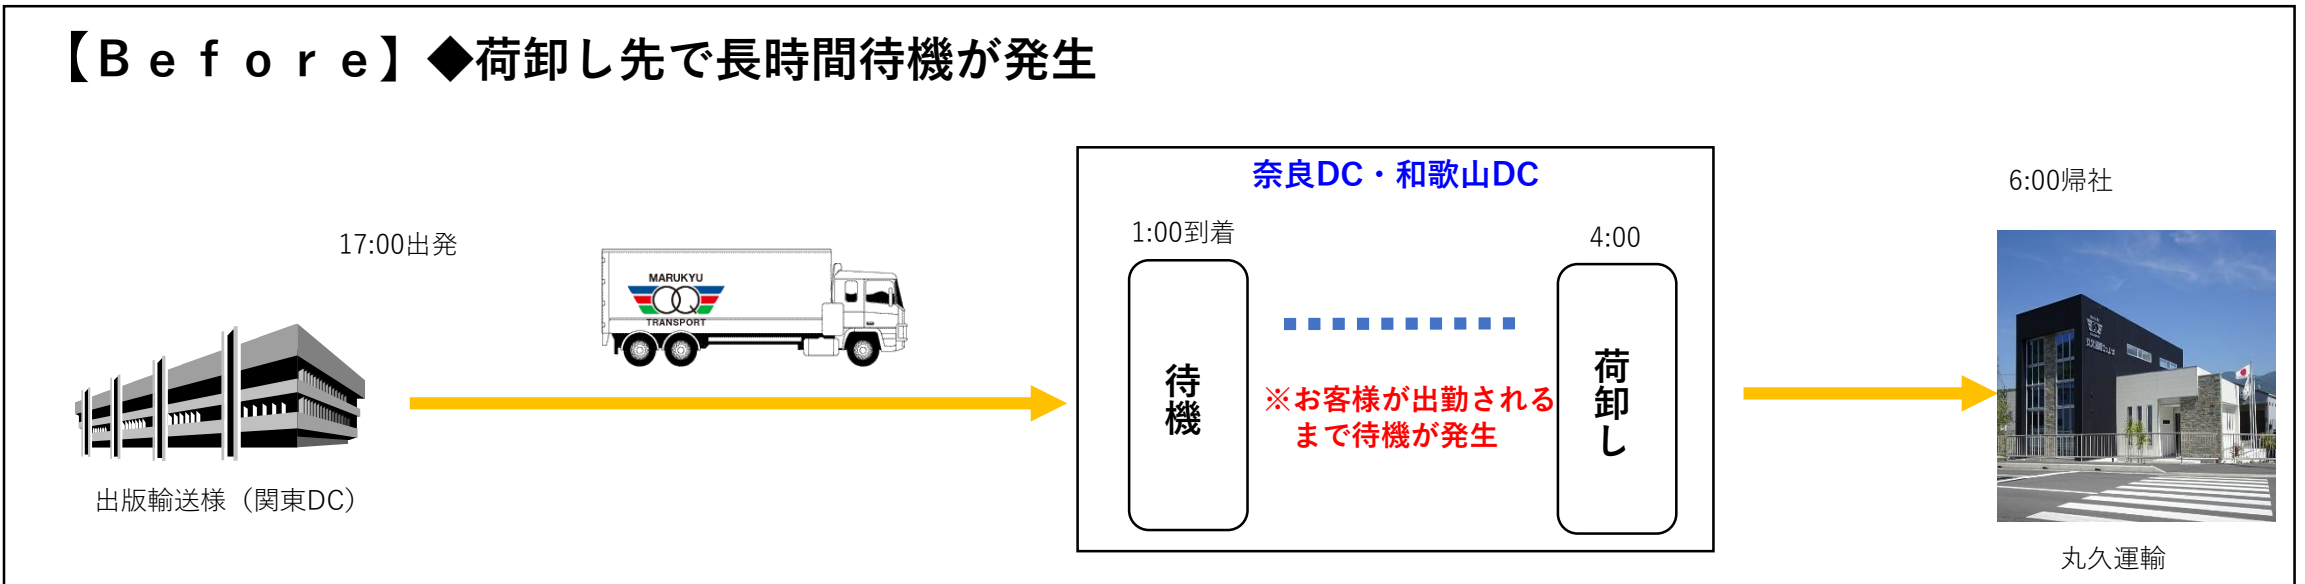 【Ｂｅｆｏｒｅ】◆荷卸し先で長時間待機が発生
奈良DC・和歌山DC
6:00帰社
17:00出発
1:00到着
4:00
MARUKYU
TRANSPORT
待機
※お客様が出勤される
まで待機が発生
荷卸し
出版輸送様（関東DC）
丸久運輸